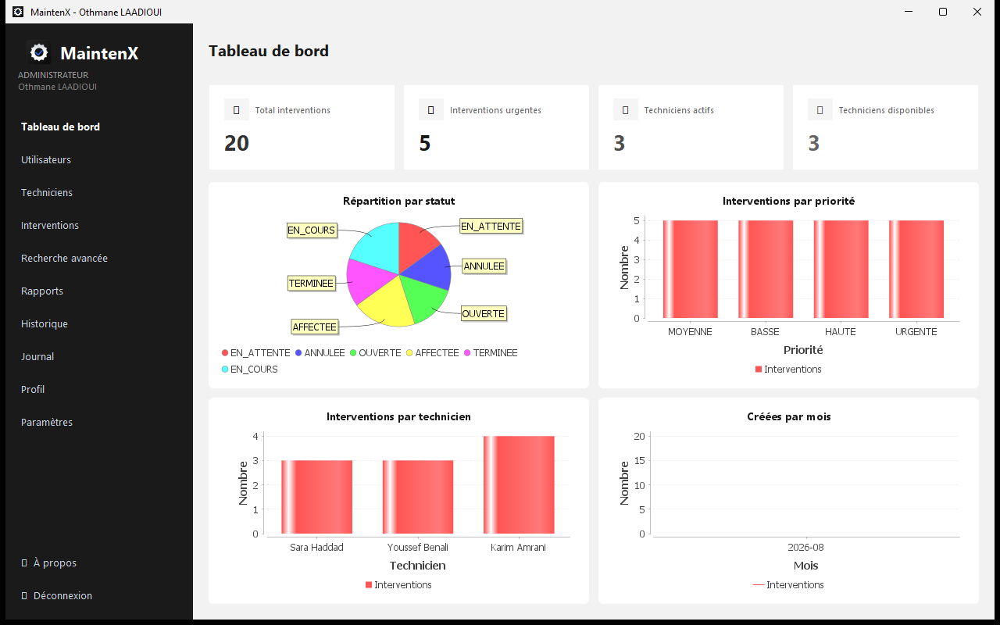 MaintenX - Othmane LAADIOUI
MaintenX
ADMINISTRATEUR
Othmane LAADIOUI
Tableau de bord
Utilisateurs
Techniciens
Interventions
Recherche avancée
Rapports
Historique
Journal
Profil
Paramètres
À propos
Déconnexion
Tableau de bord
Total interventions
20
Interventions urgentes
5
Techniciens actifs
3
Techniciens disponibles
3
Répartition par statut
EN_COURS
EN_ATTENTE
ANNULEE
TERMINEE
OUVERTE
AFFECTEE
EN_ATTENTE ANNULEE OUVERTE AFFECTEE TERMINEE
EN_COURS
Interventions par priorité
Nombre
5
4
3
2
1
0
MOYENNE BASSE HAUTE URGENTE
Priorité
Interventions
Interventions par technicien
Nombre
4
3
2
1
0
Sara Haddad Youssef Benali Karim Amrani
Technicien
Interventions
Créées par mois
Nombre
20
15
10
5
0
2026-08
Mois
Interventions